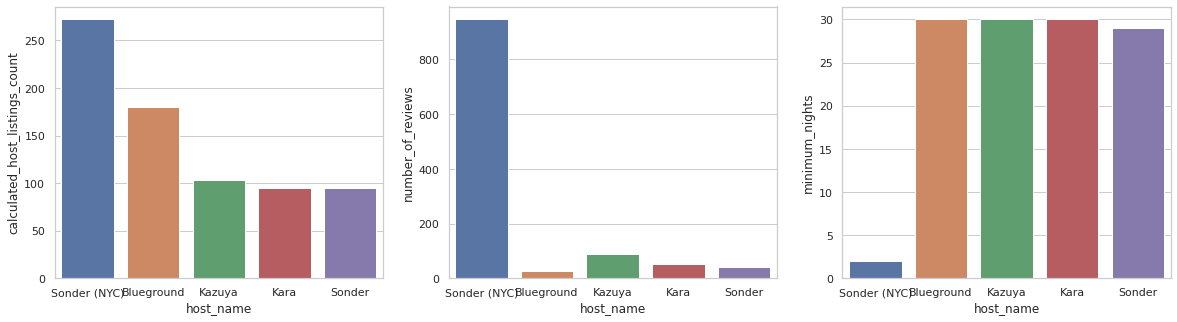 calculated_host_listings_count
250
200
150
100
50
0
Sonder (NYC) Blueground Kazuya Kara Sonder
host_name
number_of_reviews
800
600
400
200
0
Sonder (NYC) Blueground Kazuya Kara Sonder
host_name
minimum_nights
30
25
20
15
10
5
0
Sonder (NYC) Blueground Kazuya Kara Sonder
host_name